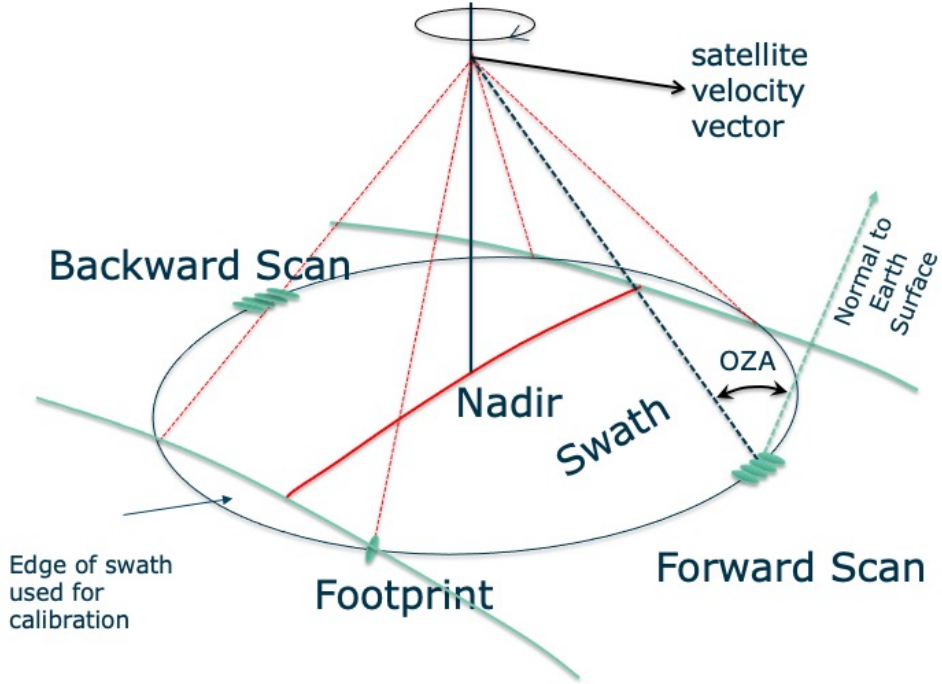 satellite
velocity
vector
Backward Scan
Normal to
Earth
Surface
OZA
Nadir
Swath
Edge of swath
used for
calibration
Footprint
Forward Scan